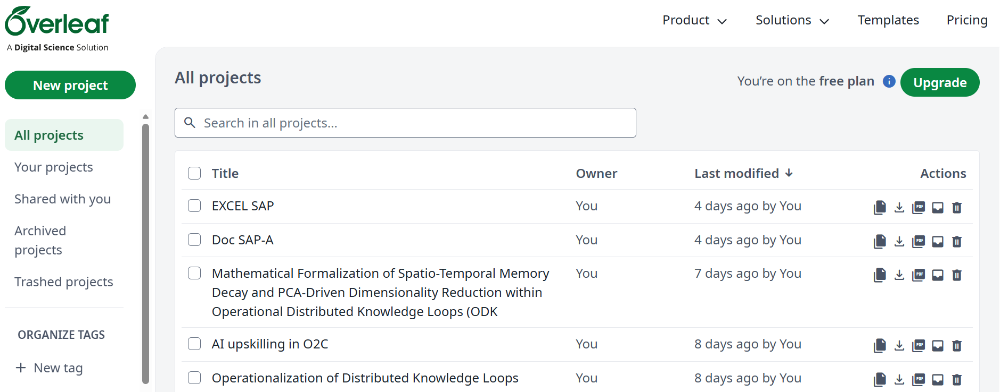 Overleaf
A Digital Science Solution
Product
Solutions
Templates
Pricing
New project
All projects
Your projects
Shared with you
Archived
projects
Trashed projects
ORGANIZE TAGS
+ New tag
All projects
You’re on the free plan
i
Upgrade
Search in all projects...
Title Owner Last modified ↓ Actions
EXCEL SAP You 4 days ago by You PDF
Doc SAP-A You 4 days ago by You PDF
Mathematical Formalization of Spatio-Temporal Memory You 7 days ago by You PDF
Decay and PCA-Driven Dimensionality Reduction within
Operational Distributed Knowledge Loops (ODK
AI upskilling in O2C You 8 days ago by You PDF
Operationalization of Distributed Knowledge Loops You 8 days ago by You PDF